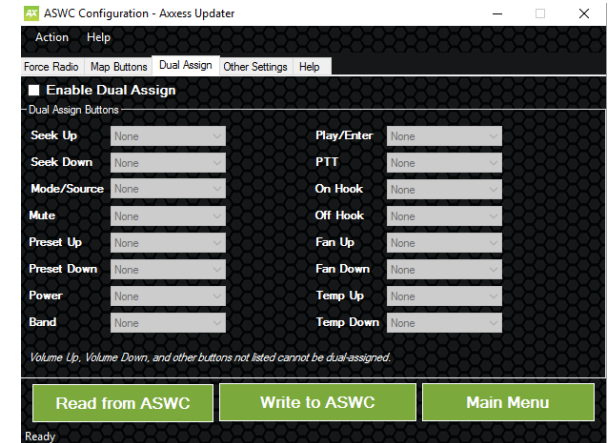 AX ASWC Configuration - Axxess Updater
Action Help
Force Radio Map Buttons Dual Assign Other Settings Help
Enable Dual Assign
Dual Assign Buttons
Seek Up None Play/Enter None
Seek Down None PTT None
Mode/Source None On Hook None
Mute None Off Hook None
Preset Up None Fan Up None
Preset Down None Fan Down None
Power None Temp Up None
Band None Temp Down None
Volume Up, Volume Down, and other buttons not listed cannot be dual-assigned.
Read from ASWC Write to ASWC Main Menu
Ready